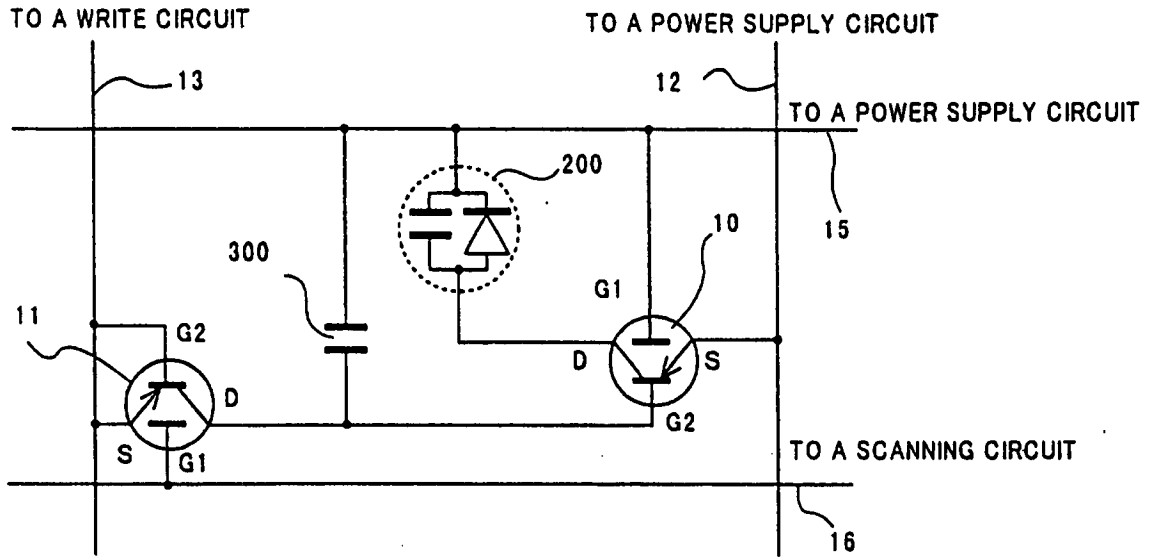 TO A WRITE CIRCUIT
TO A POWER SUPPLY CIRCUIT
13
12
TO A POWER SUPPLY CIRCUIT
200
15
10
300
G1
11
G2
D
S
D
G2
S
G1
TO A SCANNING CIRCUIT
16